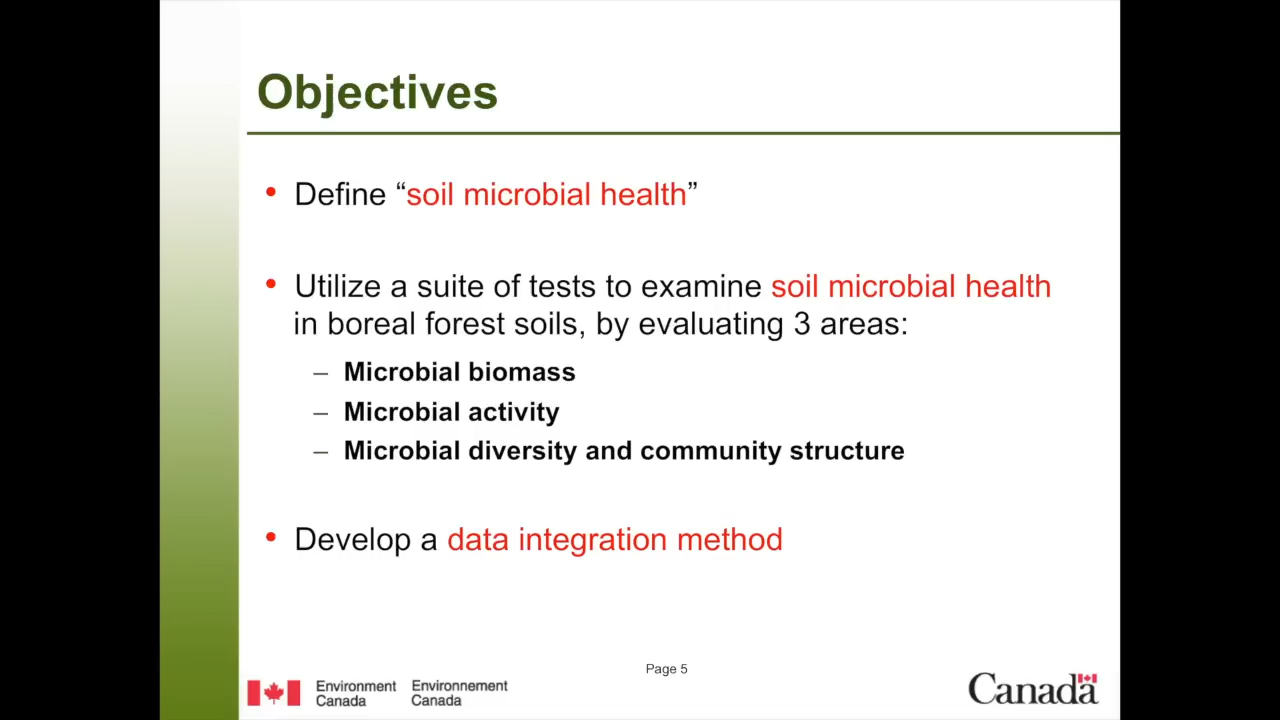 Objectives
• Define “soil microbial health”
• Utilize a suite of tests to examine soil microbial health
in boreal forest soils, by evaluating 3 areas:
– Microbial biomass
– Microbial activity
– Microbial diversity and community structure
• Develop a data integration method
Page 5
Environment
Canada
Environnement
Canada
Canada